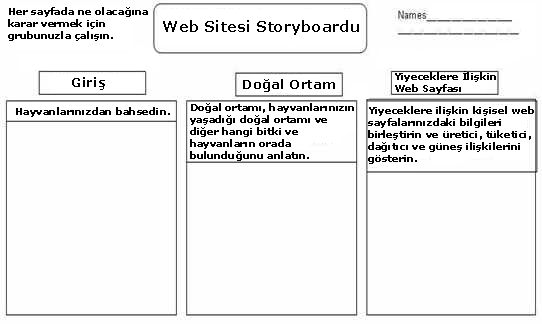 Her sayfada ne olacağına
karar vermek için
grubunuzla çalışın.
Web Sitesi Storyboardu
Names
Giriş
Hayvanlarınızdan bahsedin.
Doğal Ortam
Doğal ortamı, hayvanlarınızın
yaşadığı doğal ortamı ve
diğer hangi bitki ve
hayvanların orada
bulunduğunu anlatın.
Yiyeceklere İlişkin
Web Sayfası
Yiyeceklere ilişkin kişisel web
sayfalarınızdaki bilgileri
birleştirin ve üretici, tüketici,
dağıtıcı ve güneş ilişkilerini
gösterin.